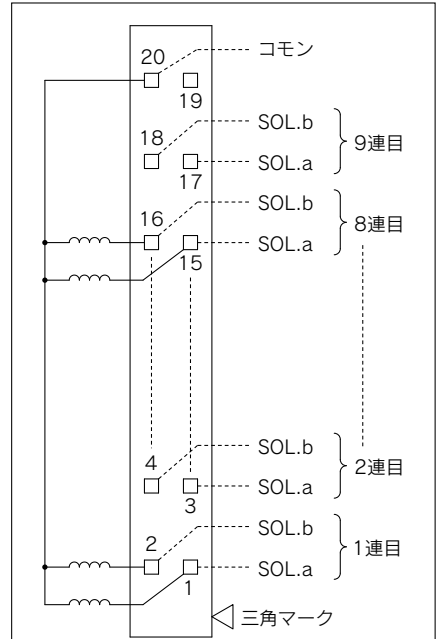 20 コモン
19
18 SOL.b
17 SOL.a
9連目
16 SOL.b
15 SOL.a
8連目
4 SOL.b
3 SOL.a
2連目
2 SOL.b
1 SOL.a
1連目
三角マーク